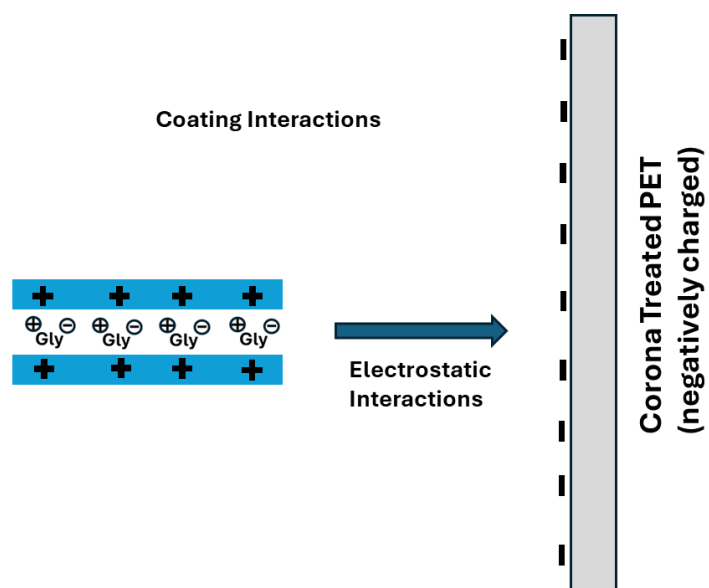 Coating Interactions
+ + + +
⊕ ⊖ ⊕ ⊖ ⊕ ⊖ ⊕ ⊖
Gly Gly Gly Gly
+ + + +
Electrostatic
Interactions
Corona Treated PET
(negatively charged)